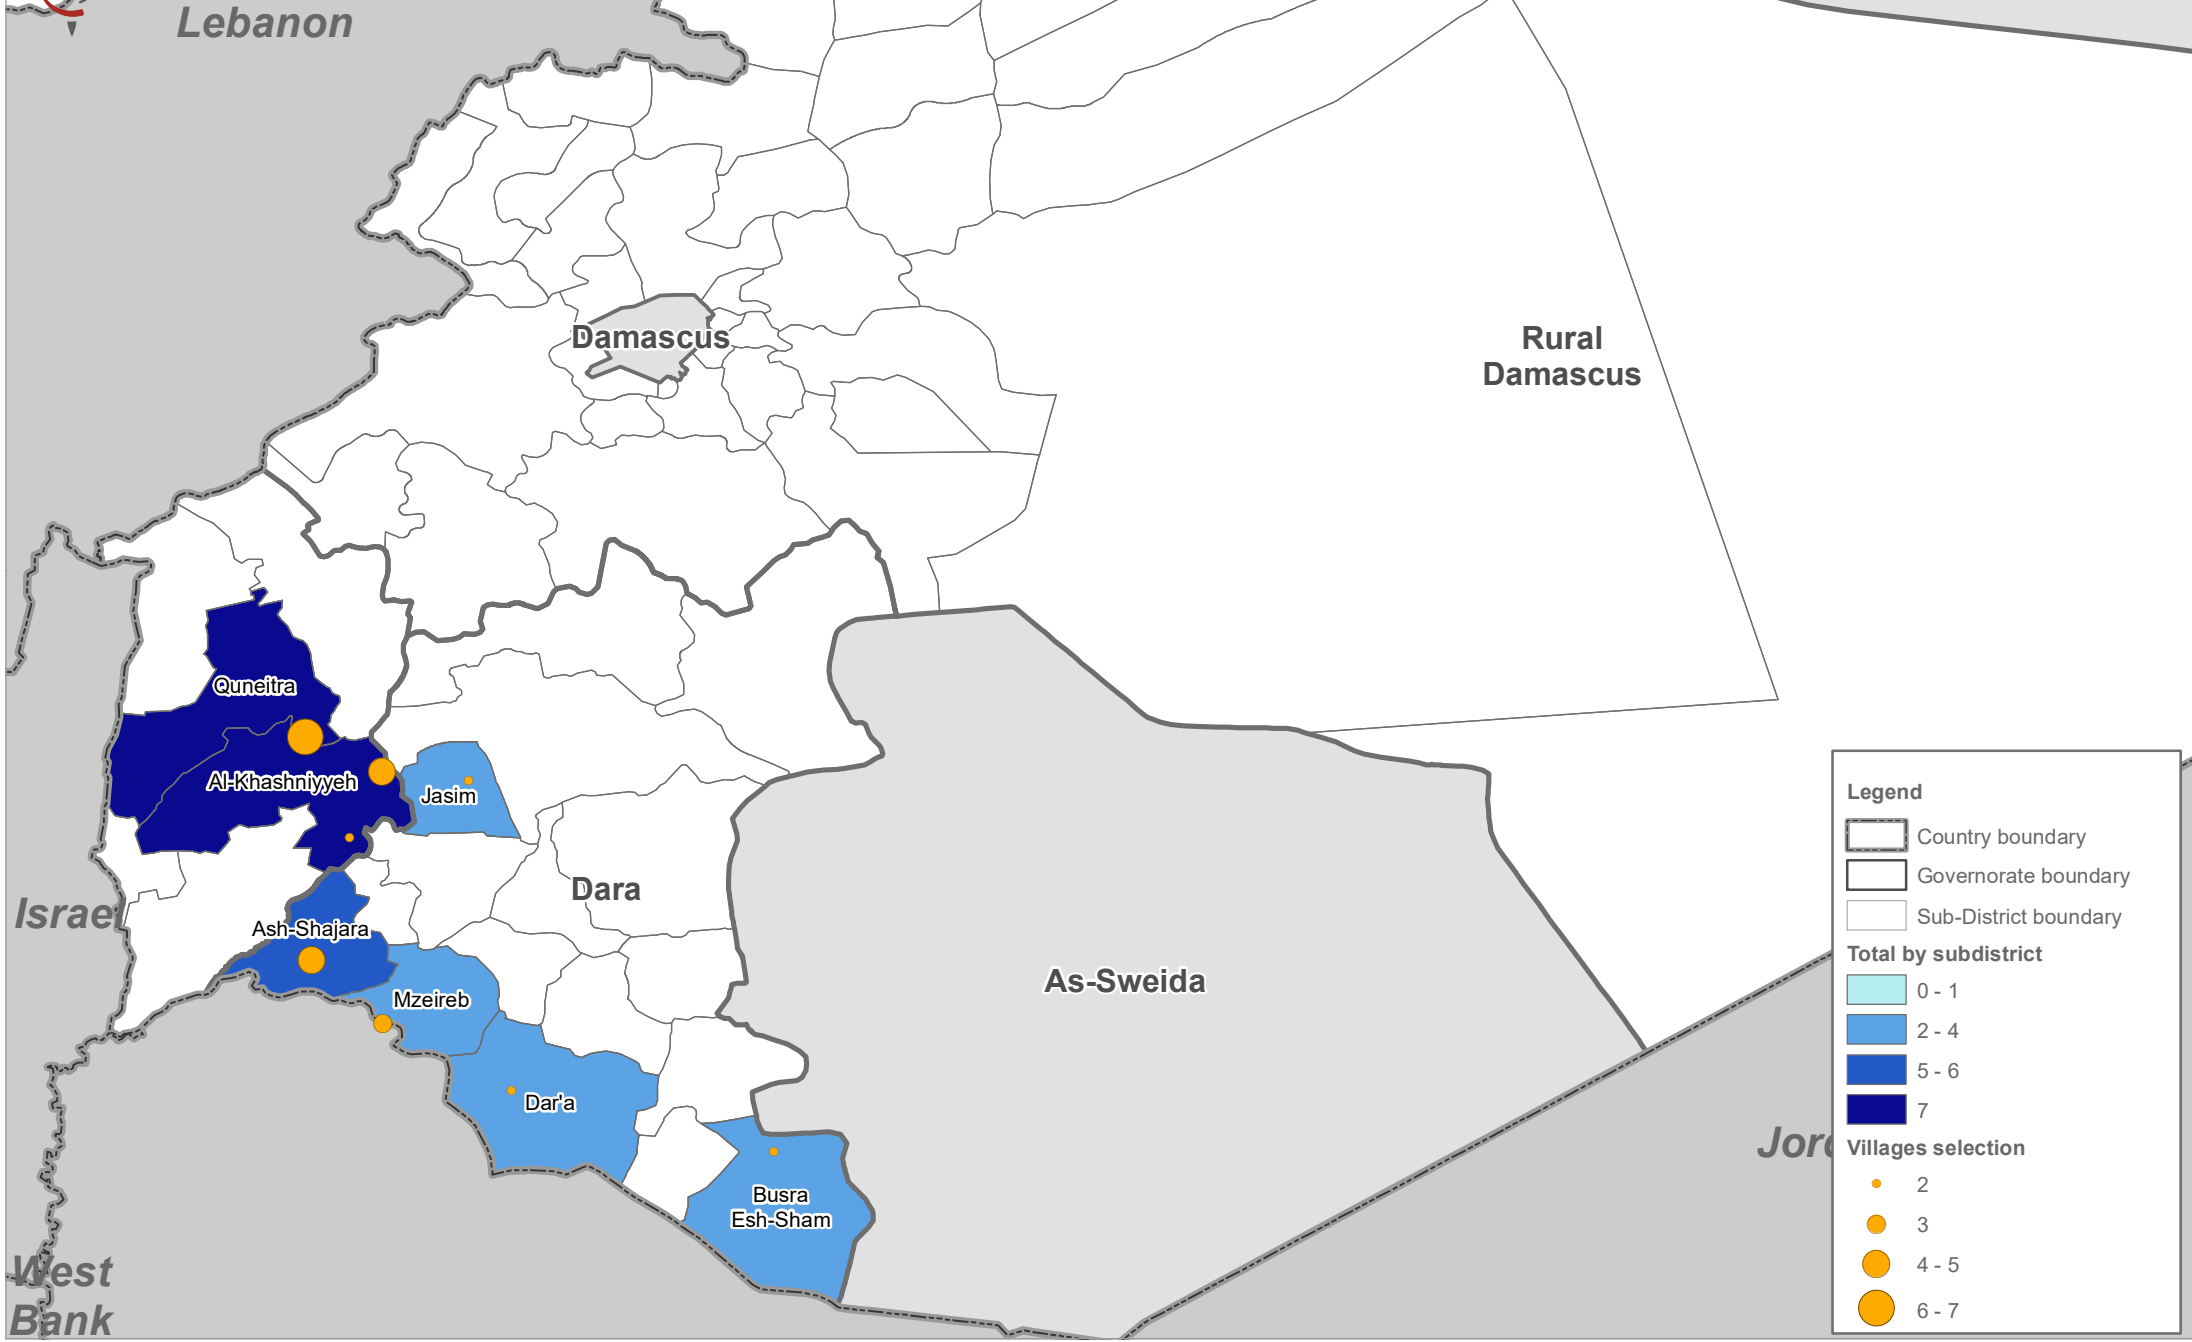 Lebanon
Damascus
Rural
Damascus
Quneitra
Al-Khashniyyeh
Jasim
Dara
Israe
Ash-Shajara
Mzeireb
As-Sweida
Dar'a
Busra
Esh-Sham
Jord
West
Bank
Legend
Country boundary
Governorate boundary
Sub-District boundary
Total by subdistrict
0 - 1
2 - 4
5 - 6
7
Villages selection
2
3
4 - 5
6 - 7